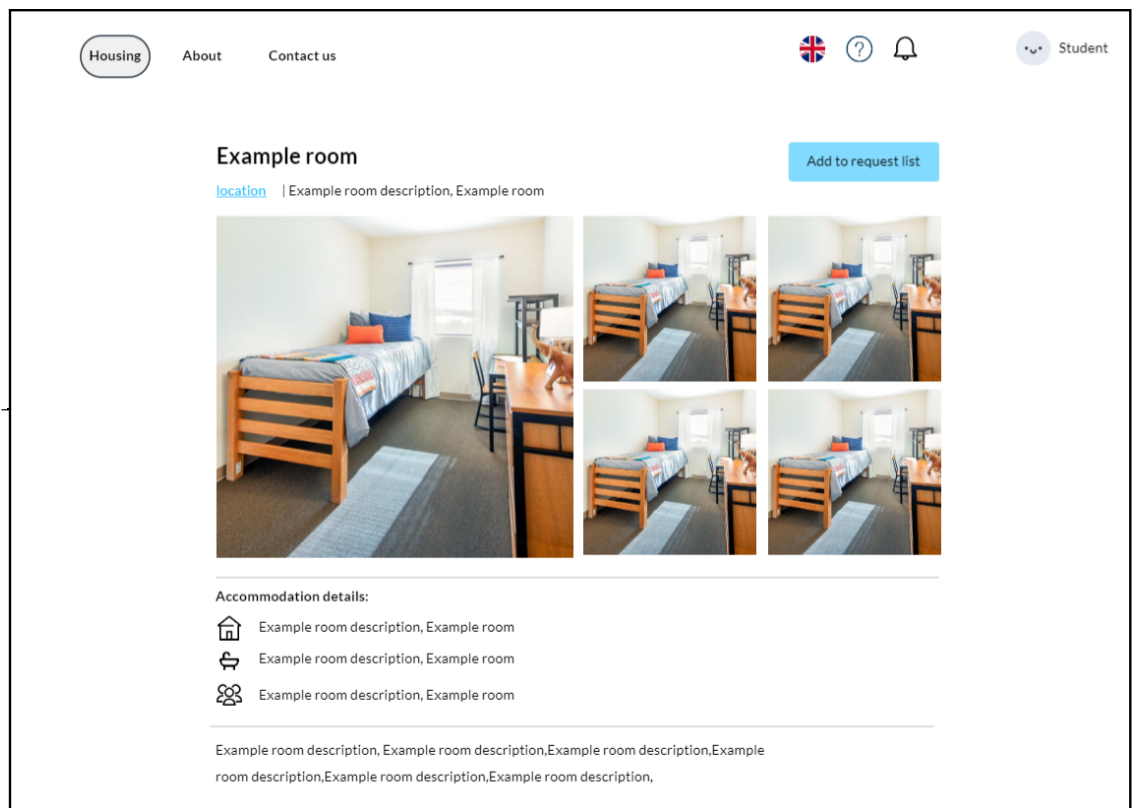 Housing About Contact us Student
Example room
Add to request list
location | Example room description, Example room
Accommodation details:
Example room description, Example room
Example room description, Example room
Example room description, Example room
Example room description, Example room description,Example room description,Example
room description,Example room description,Example room description,